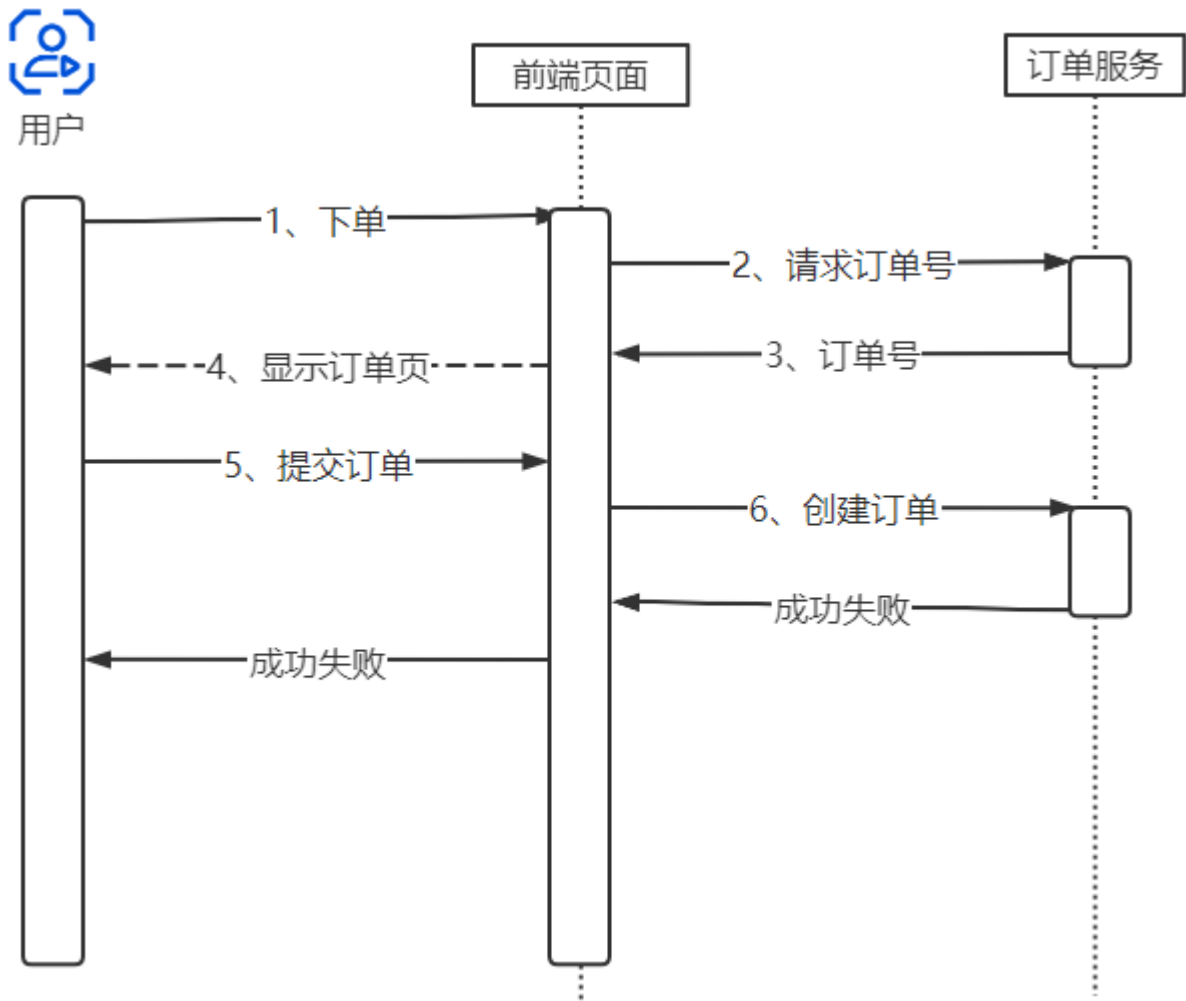 前端页面
订单服务
用户
1、下单
2、请求订单号
3、订单号
4、显示订单页
5、提交订单
6、创建订单
成功失败
成功失败